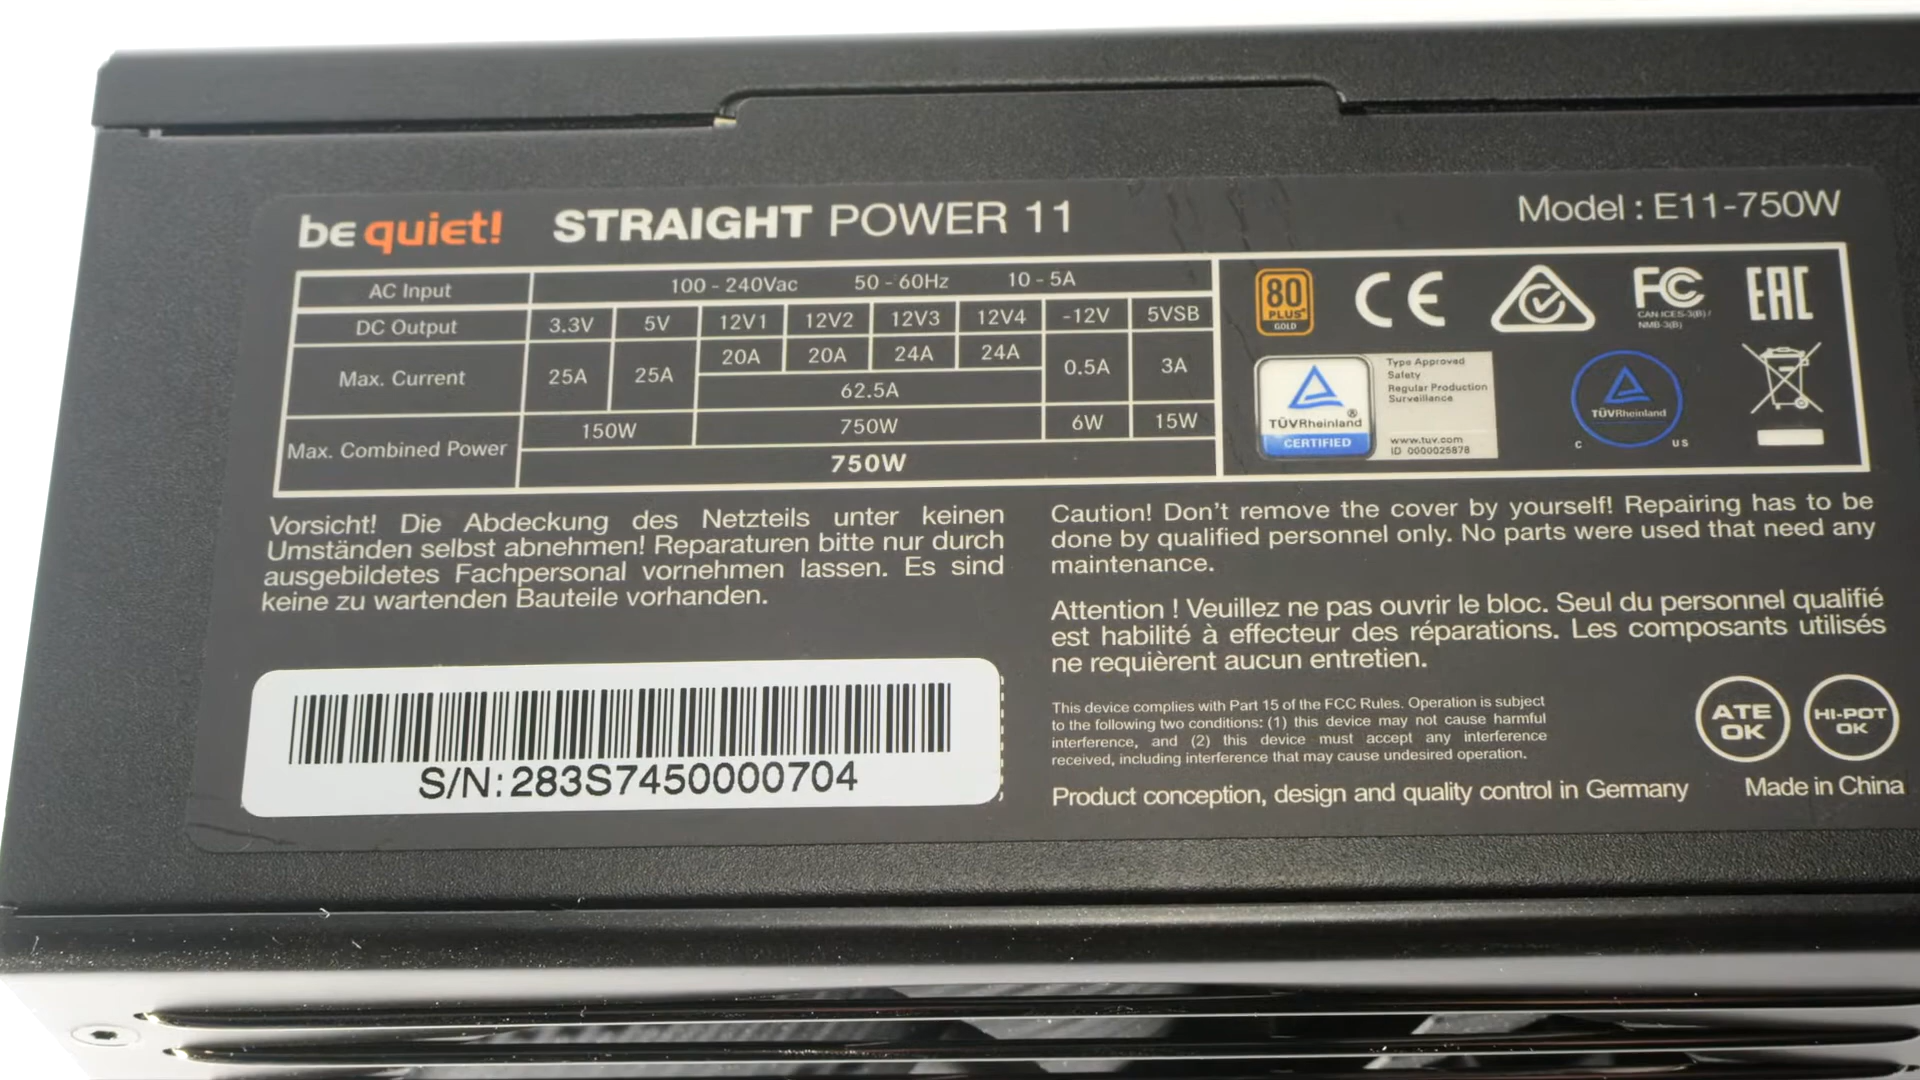 be quiet! STRAIGHT POWER 11
Model : E11-750W
AC Input 100 - 240Vac 50 - 60Hz 10 - 5A
DC Output 3.3V 5V 12V1 12V2 12V3 12V4 -12V 5VSB
Max. Current 25A 25A 20A 20A 24A 24A 0.5A 3A
62.5A
Max. Combined Power 150W 750W 6W 15W
750W
80
PLUS
GOLD
CE
FC
CAN ICES-3(B) /
NMB-3(B)
EAC
TÜVRheinland®
CERTIFIED
Type Approved
Safety
Regular Production
Surveillance
www.tuv.com
ID 0000025878
TÜVRheinland
C US
Vorsicht! Die Abdeckung des Netzteils unter keinen
Umständen selbst abnehmen! Reparaturen bitte nur durch
ausgebildetes Fachpersonal vornehmen lassen. Es sind
keine zu wartenden Bauteile vorhanden.
S/N: 283S7450000704
Caution! Don't remove the cover by yourself! Repairing has to be
done by qualified personnel only. No parts were used that need any
maintenance.
Attention ! Veuillez ne pas ouvrir le bloc. Seul du personnel qualifié
est habilité à effecteur des réparations. Les composants utilisés
ne requièrent aucun entretien.
This device complies with Part 15 of the FCC Rules. Operation is subject
to the following two conditions: (1) this device may not cause harmful
interference, and (2) this device must accept any interference
received, including interference that may cause undesired operation.
ATE
OK
HI-POT
OK
Product conception, design and quality control in Germany
Made in China